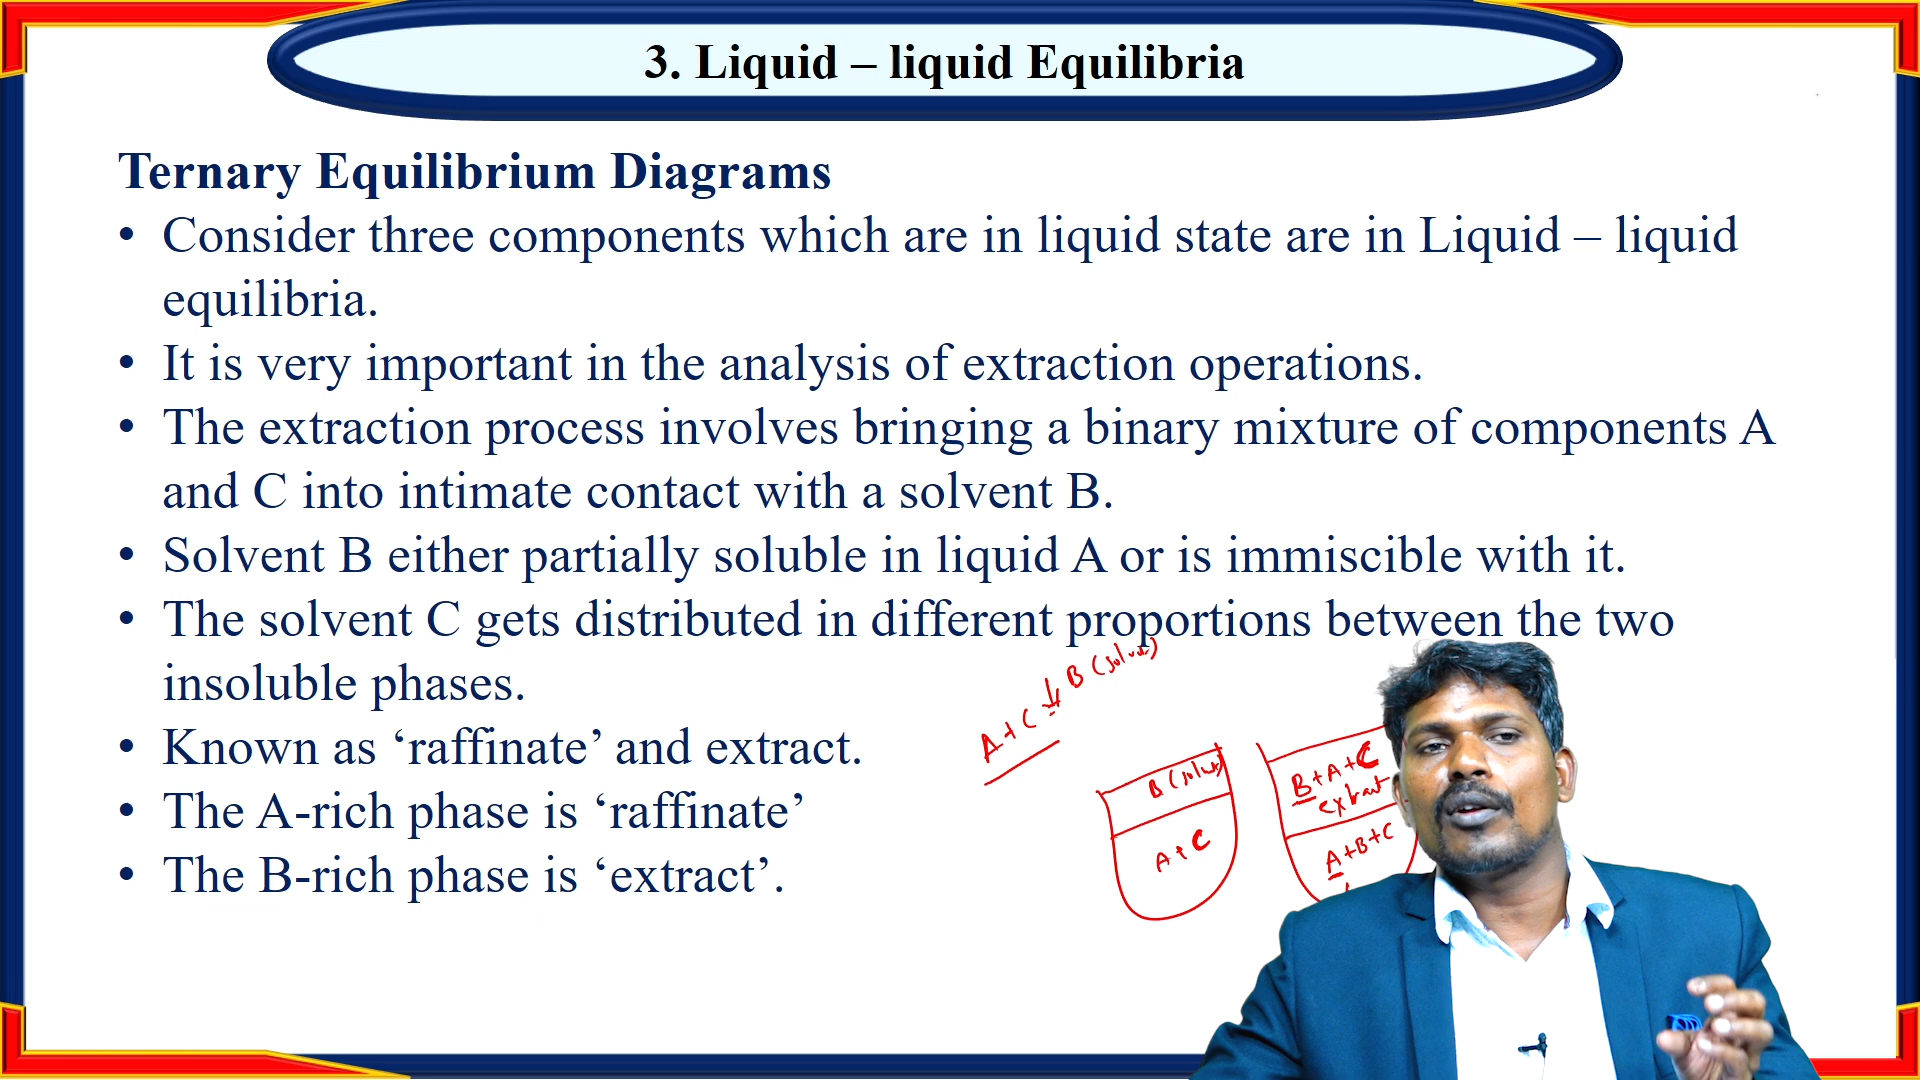 3. Liquid – liquid Equilibria
Ternary Equilibrium Diagrams
• Consider three components which are in liquid state are in Liquid – liquid
equilibria.
• It is very important in the analysis of extraction operations.
• The extraction process involves bringing a binary mixture of components A
and C into intimate contact with a solvent B.
• Solvent B either partially soluble in liquid A or is immiscible with it.
• The solvent C gets distributed in different proportions between the two
insoluble phases.
• Known as ‘raffinate’ and extract.
• The A-rich phase is ‘raffinate’
• The B-rich phase is ‘extract’.
A + C
B
B
A + C
B + A + C
extract
A + B + C